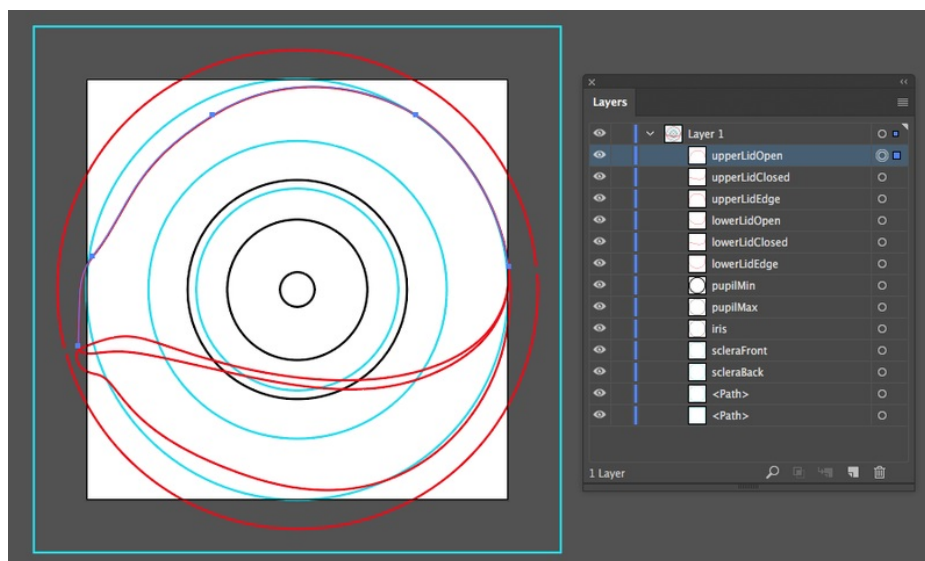 Layers
Layer 1
upperLidOpen
upperLidClosed
upperLidEdge
lowerLidOpen
lowerLidClosed
lowerLidEdge
pupilMin
pupilMax
iris
scleraFront
scleraBack
<Path>
<Path>
1 Layer